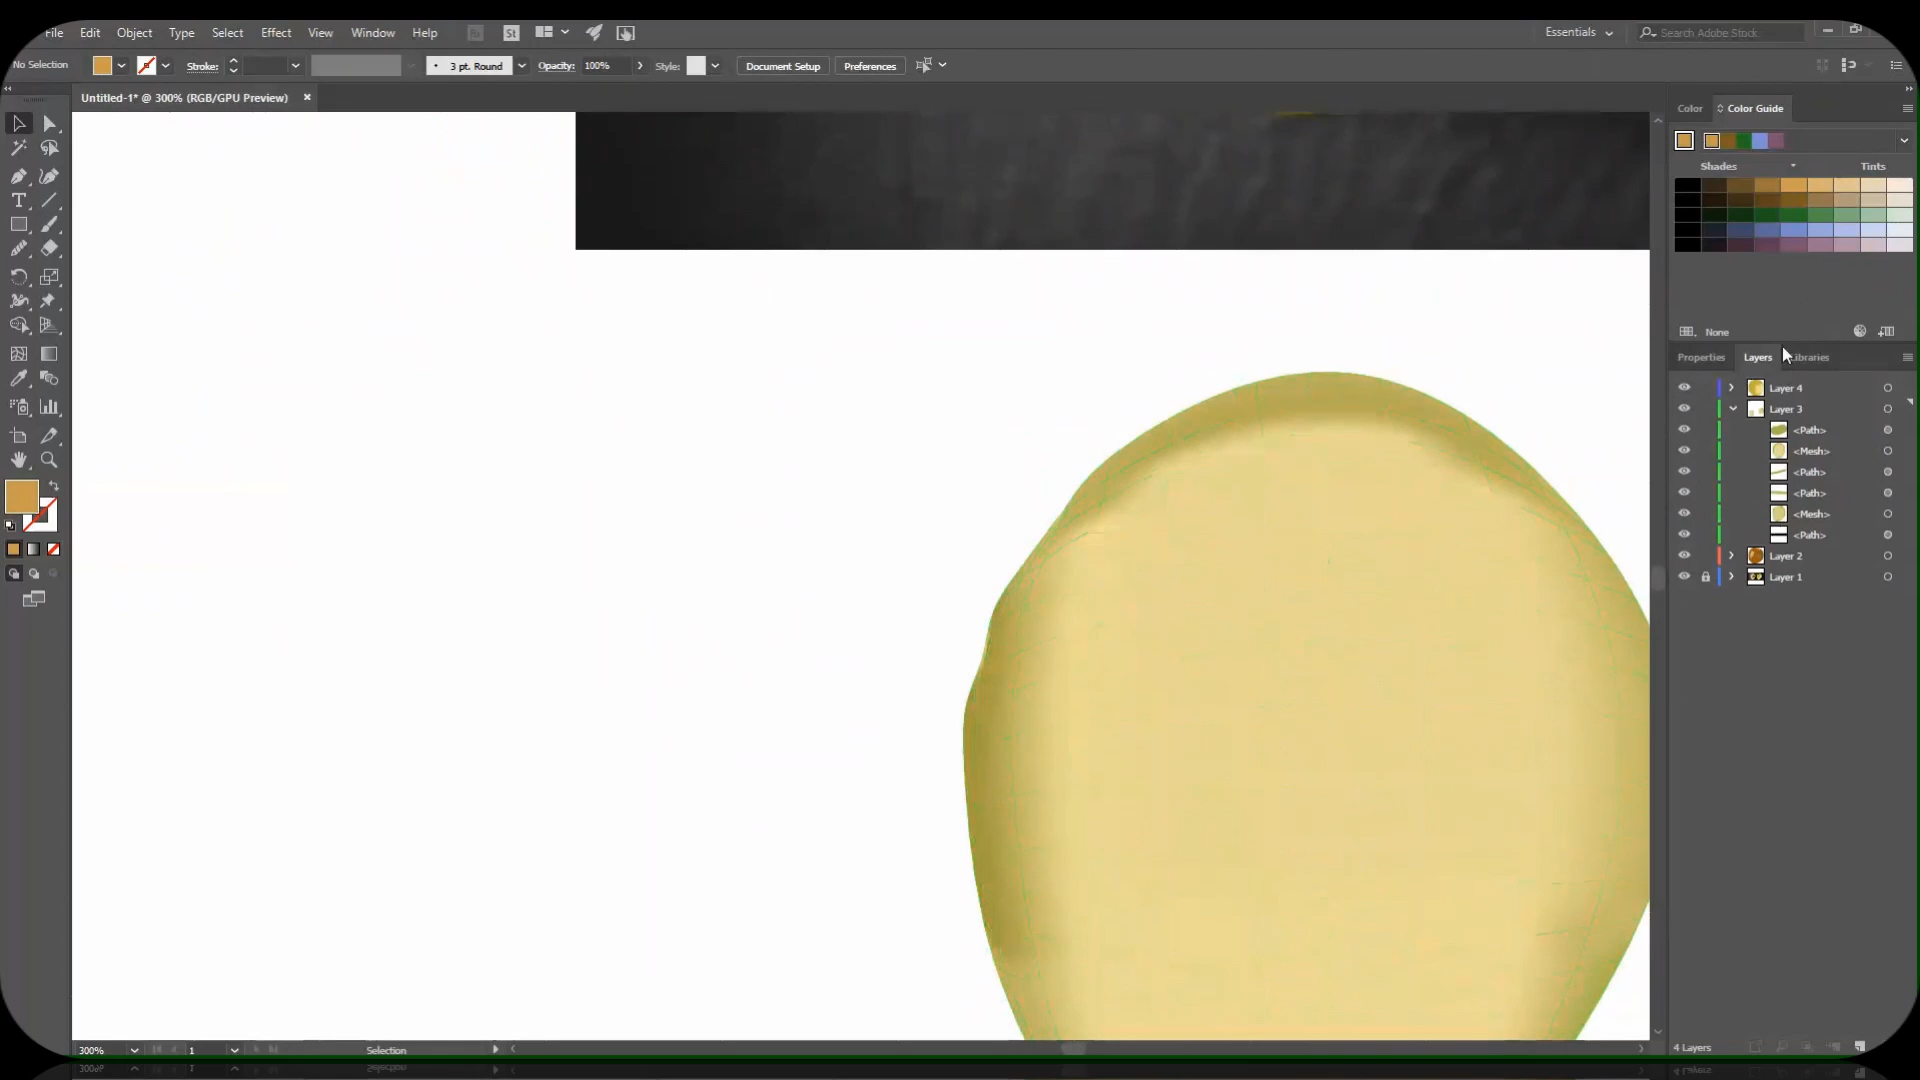 File Edit Object Type Select Effect View Window Help St Essentials Search Adobe Stock
No Selection Stroke: 3 pt. Round Opacity: 100% Style: Document Setup Preferences
Untitled-1* @ 300% (RGB/GPU Preview) ×
Color Color Guide
Shades Tints
None
Properties Layers Libraries
Layer 4
Layer 3
<Path>
<Mesh>
<Path>
<Path>
<Mesh>
<Path>
Layer 2
Layer 1
300% 1 Selection 4 Layers